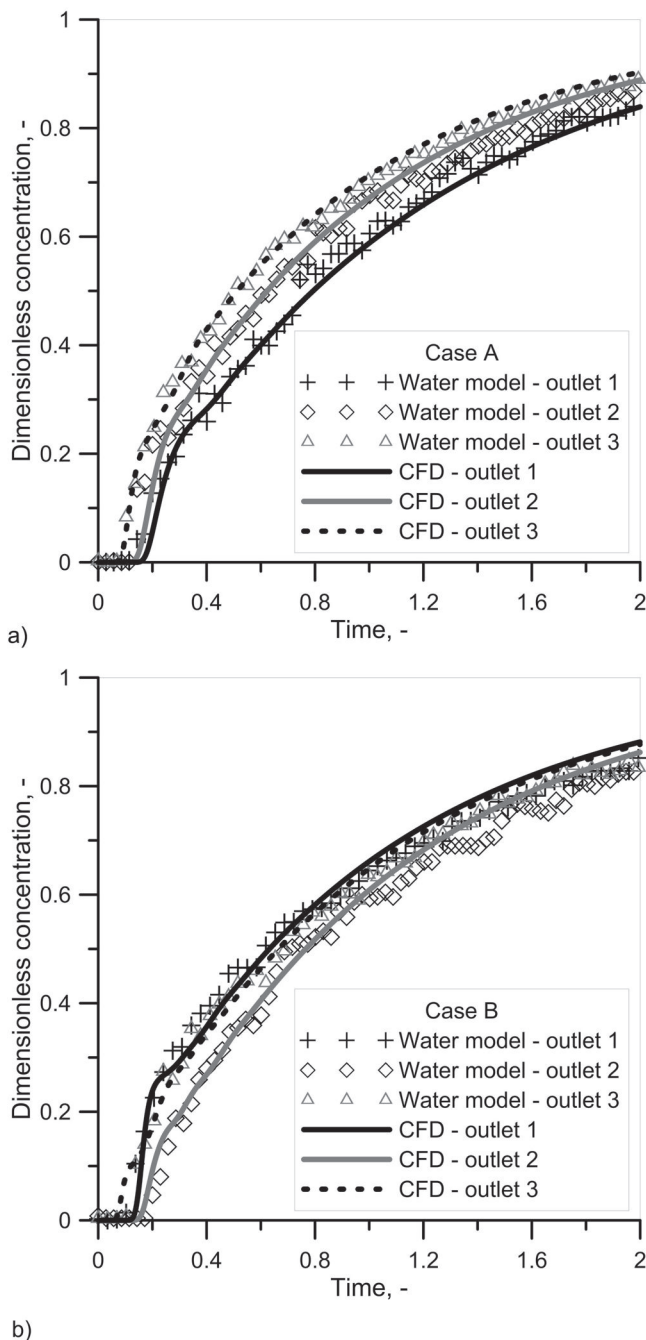 1
0.8
0.6
0.4
0.2
0
Dimensionless concentration, -
Case A
Water model - outlet 1
Water model - outlet 2
Water model - outlet 3
CFD - outlet 1
CFD - outlet 2
CFD - outlet 3
0 0.4 0.8 1.2 1.6 2
Time, -
a)
1
0.8
0.6
0.4
0.2
0
Dimensionless concentration, -
Case B
Water model - outlet 1
Water model - outlet 2
Water model - outlet 3
CFD - outlet 1
CFD - outlet 2
CFD - outlet 3
0 0.4 0.8 1.2 1.6 2
Time, -
b)